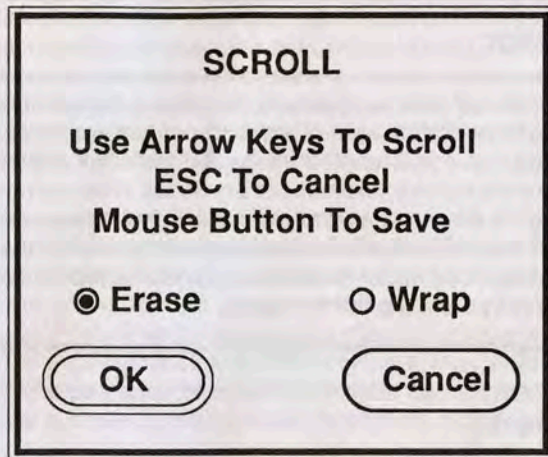 SCROLL
Use Arrow Keys To Scroll
ESC To Cancel
Mouse Button To Save
Erase Wrap
OK Cancel